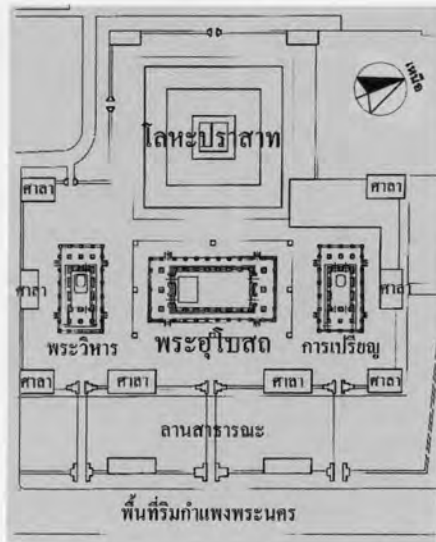 เหนือ
โลหะปราสาท
ศาลา
ศาลา
ศาลา
ศาลา
พระวิหาร
พระอุโบสถ
การเปรียญ
ศาลา
ศาลา
ศาลา
ศาลา
ลานสาธารณะ
พื้นที่ริมกำแพงพระนคร